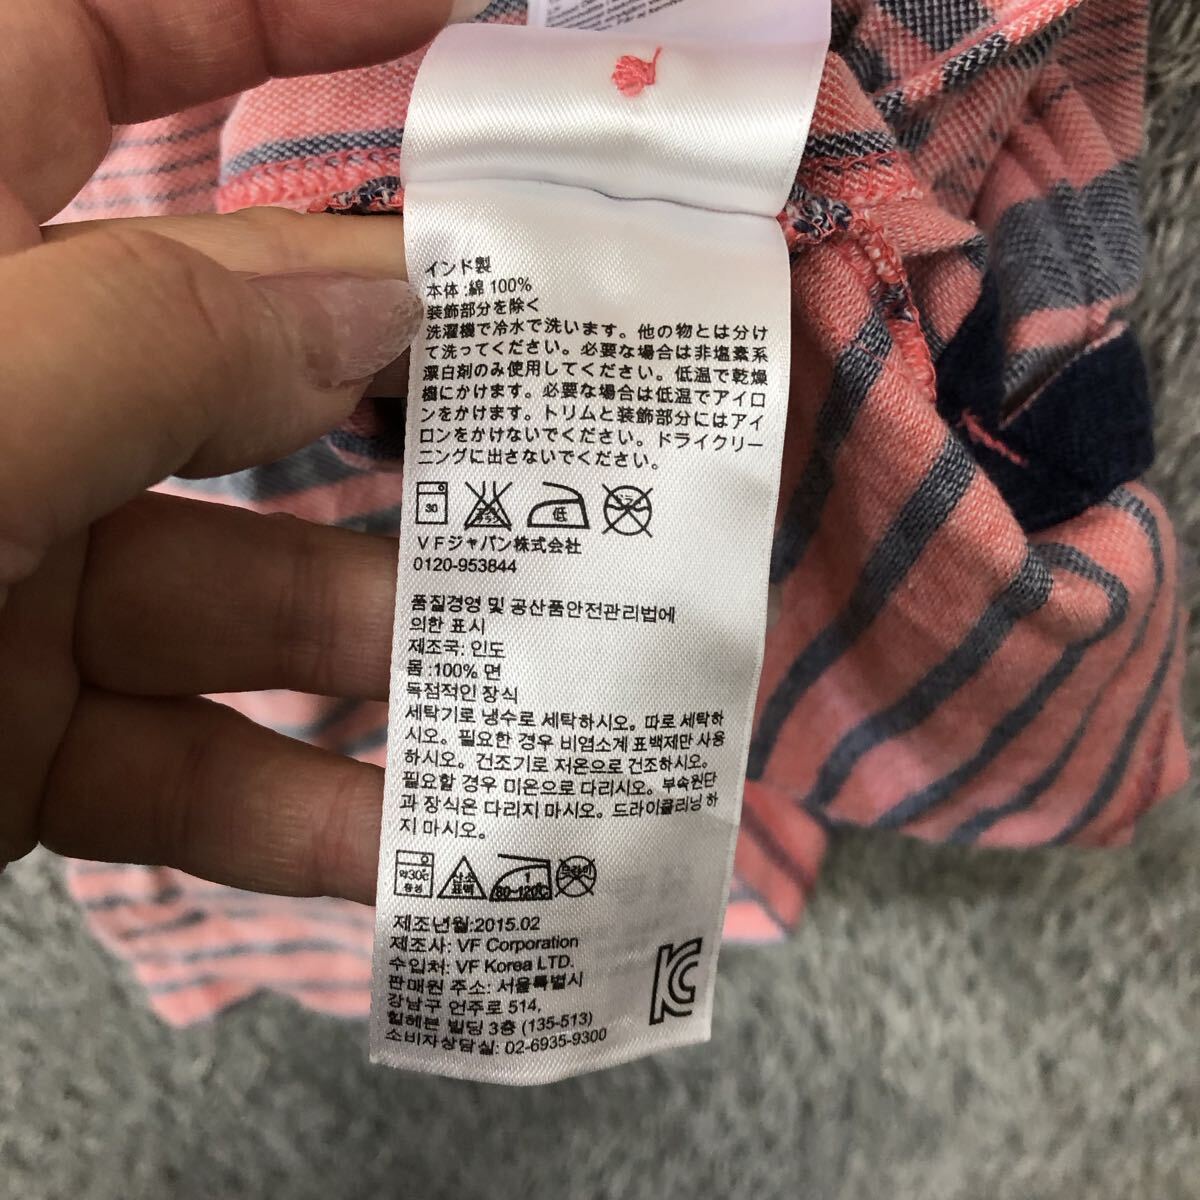 インド製
本体 :綿 100%
装飾部分を除く
洗濯機で冷水で洗います。他の物とは分け
て洗ってください。必要な場合は非塩素系
漂白剤のみ使用してください。低温で乾燥
機にかけます。必要な場合は低温でアイロ
ンをかけます。トリムと装飾部分にはアイ
ロンをかけないでください。ドライクリー
ニングに出さないでください。
30
低
VFジャパン株式会社
0120-953844
품질경영 및 공산품안전관리법에
의한 표시
제조국: 인도
몸 :100% 면
독점적인 장식
세탁기로 냉수로 세탁하시오. 따로 세탁하
시오. 필요한 경우 비염소계 표백제만 사용
하시오. 건조기로 저온으로 건조하시오.
필요할 경우 미온으로 다리시오. 부속원단
과 장식은 다리지 마시오. 드라이클리닝 하
지 마시오.
약30℃
중성
산소
표백
1
80~120℃
드라이
제조년월:2015.02
제조사: VF Corporation
수입처: VF Korea LTD.
판매원 주소: 서울특별시
강남구 언주로 514,
힐헤븐 빌딩 3층 (135-513)
소비자상담실: 02-6935-9300